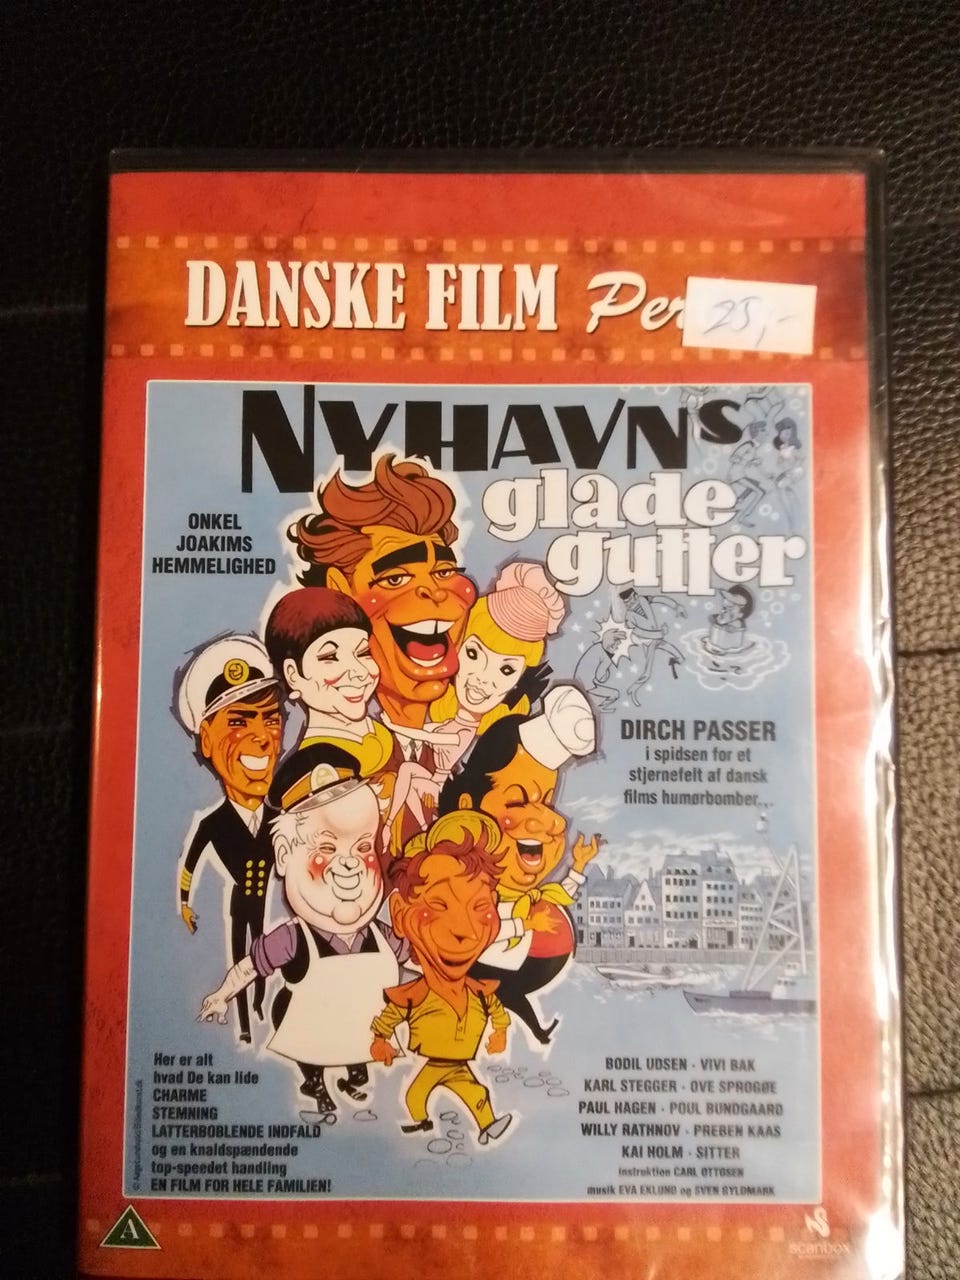 DANSKE FILM Per
25,-
NYHAVNS
glade
gutter
ONKEL
JOAKIMS
HEMMELIGHED
DIRCH PASSER
i spidsen for et
stjernefelt af dansk
films humørbomber...
Her er alt
hvad De kan lide
CHARME
STEMNING
LATTERBOBLENDE INDFALD
og en knaldspændende
top-speedet handling
EN FILM FOR HELE FAMILIEN!
BODIL UDSEN · VIVI BAK
KARL STEGGER · OVE SPROGØE
PAUL HAGEN · POUL BUNDGAARD
WILLY RATHNOV · PREBEN KAAS
KAI HOLM · SITTER
instruktion CARL OTTOSEN
musik EVA EKLUND og SVEN GYLDMARK
A
scanbox